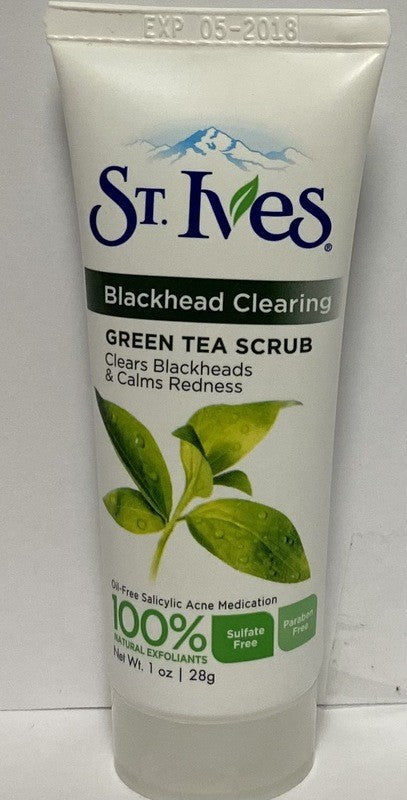 EXP 05-2018
ST. Ives®
Blackhead Clearing
GREEN TEA SCRUB
Clears Blackheads
& Calms Redness
Oil-Free Salicylic Acne Medication
100%
NATURAL EXFOLIANTS
Sulfate
Free
Paraben
Free
Net Wt. 1 oz | 28g